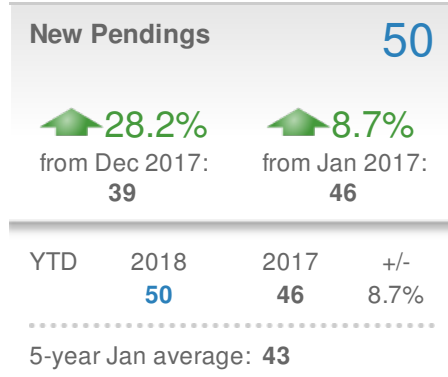 New Pendings 50
28.2% 8.7%
from Dec 2017: from Jan 2017:
39 46
YTD 2018 2017 +/-
50 46 8.7%
5-year Jan average: 43